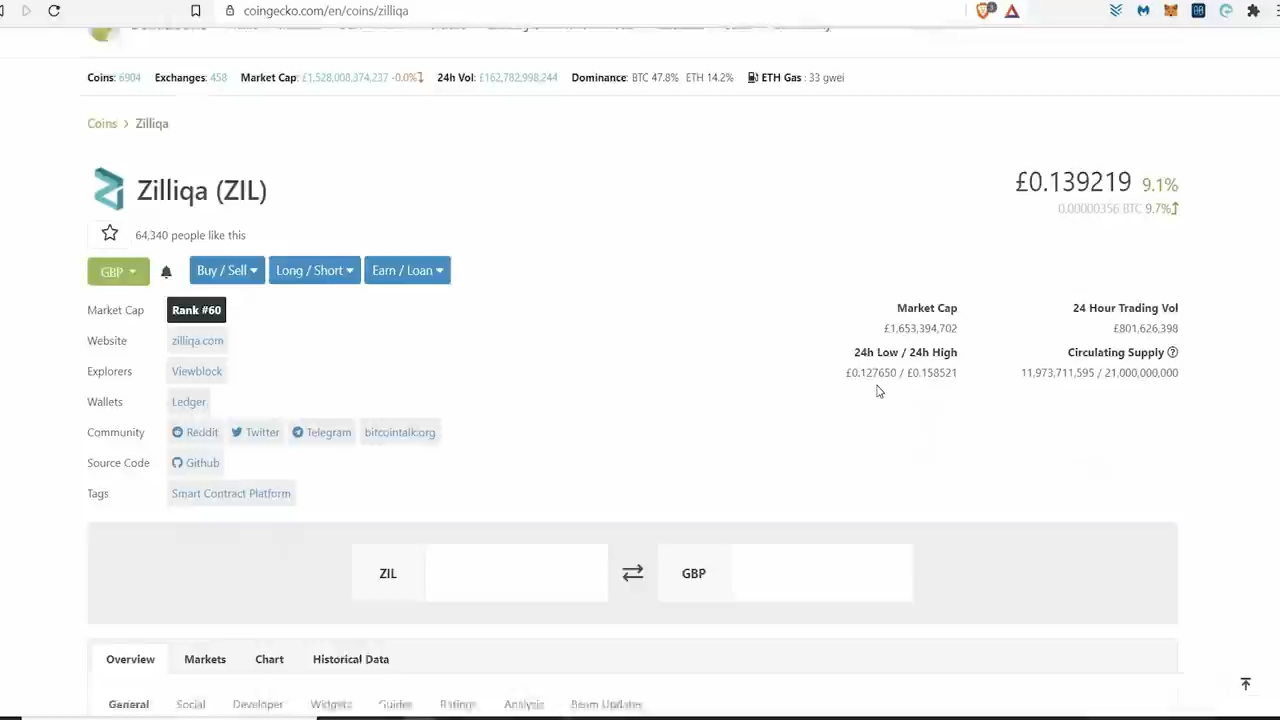 coingecko.com/en/coins/zilliqa
Coins: 6904 Exchanges: 458 Market Cap: £1,528,008,374,237 -0.0% 24h Vol: £162,782,998,244 Dominance: BTC 47.8% ETH 14.2% ETH Gas : 33 gwei
Coins › Zilliqa
Zilliqa (ZIL)
£0.139219 9.1%
0.00000356 BTC 9.7%
64,340 people like this
GBP Buy / Sell Long / Short Earn / Loan
Market Cap Rank #60
Website zilliqa.com
Explorers Viewblock
Wallets Ledger
Community Reddit Twitter Telegram bitcointalk.org
Source Code Github
Tags Smart Contract Platform
Market Cap 24 Hour Trading Vol
£1,653,394,702 £801,626,398
24h Low / 24h High Circulating Supply
£0.127650 / £0.158521 11,973,711,595 / 21,000,000,000
ZIL GBP
Overview Markets Chart Historical Data
General Social Developer Widgets Guides Ratings Analysis Beam Updates